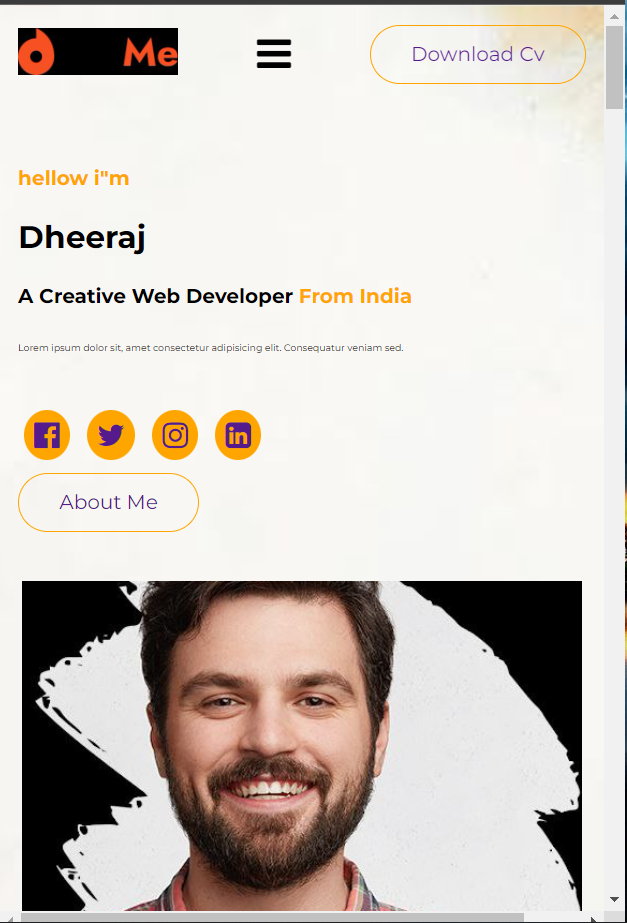 d Me
Download Cv
hellow i"m
Dheeraj
A Creative Web Developer From India
Lorem ipsum dolor sit, amet consectetur adipisicing elit. Consequatur veniam sed.
About Me